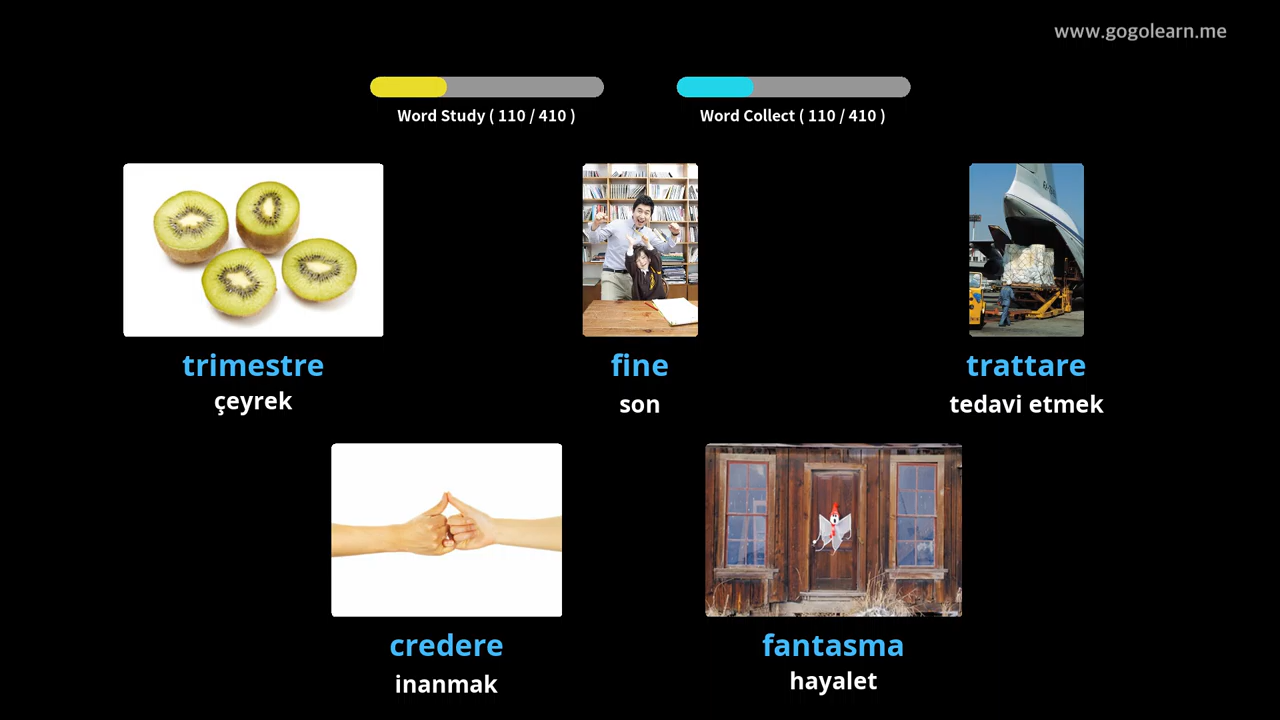 www.gogolearn.me
Word Study ( 110 / 410 )
Word Collect ( 110 / 410 )
trimestre
çeyrek
fine
son
trattare
tedavi etmek
credere
inanmak
fantasma
hayalet